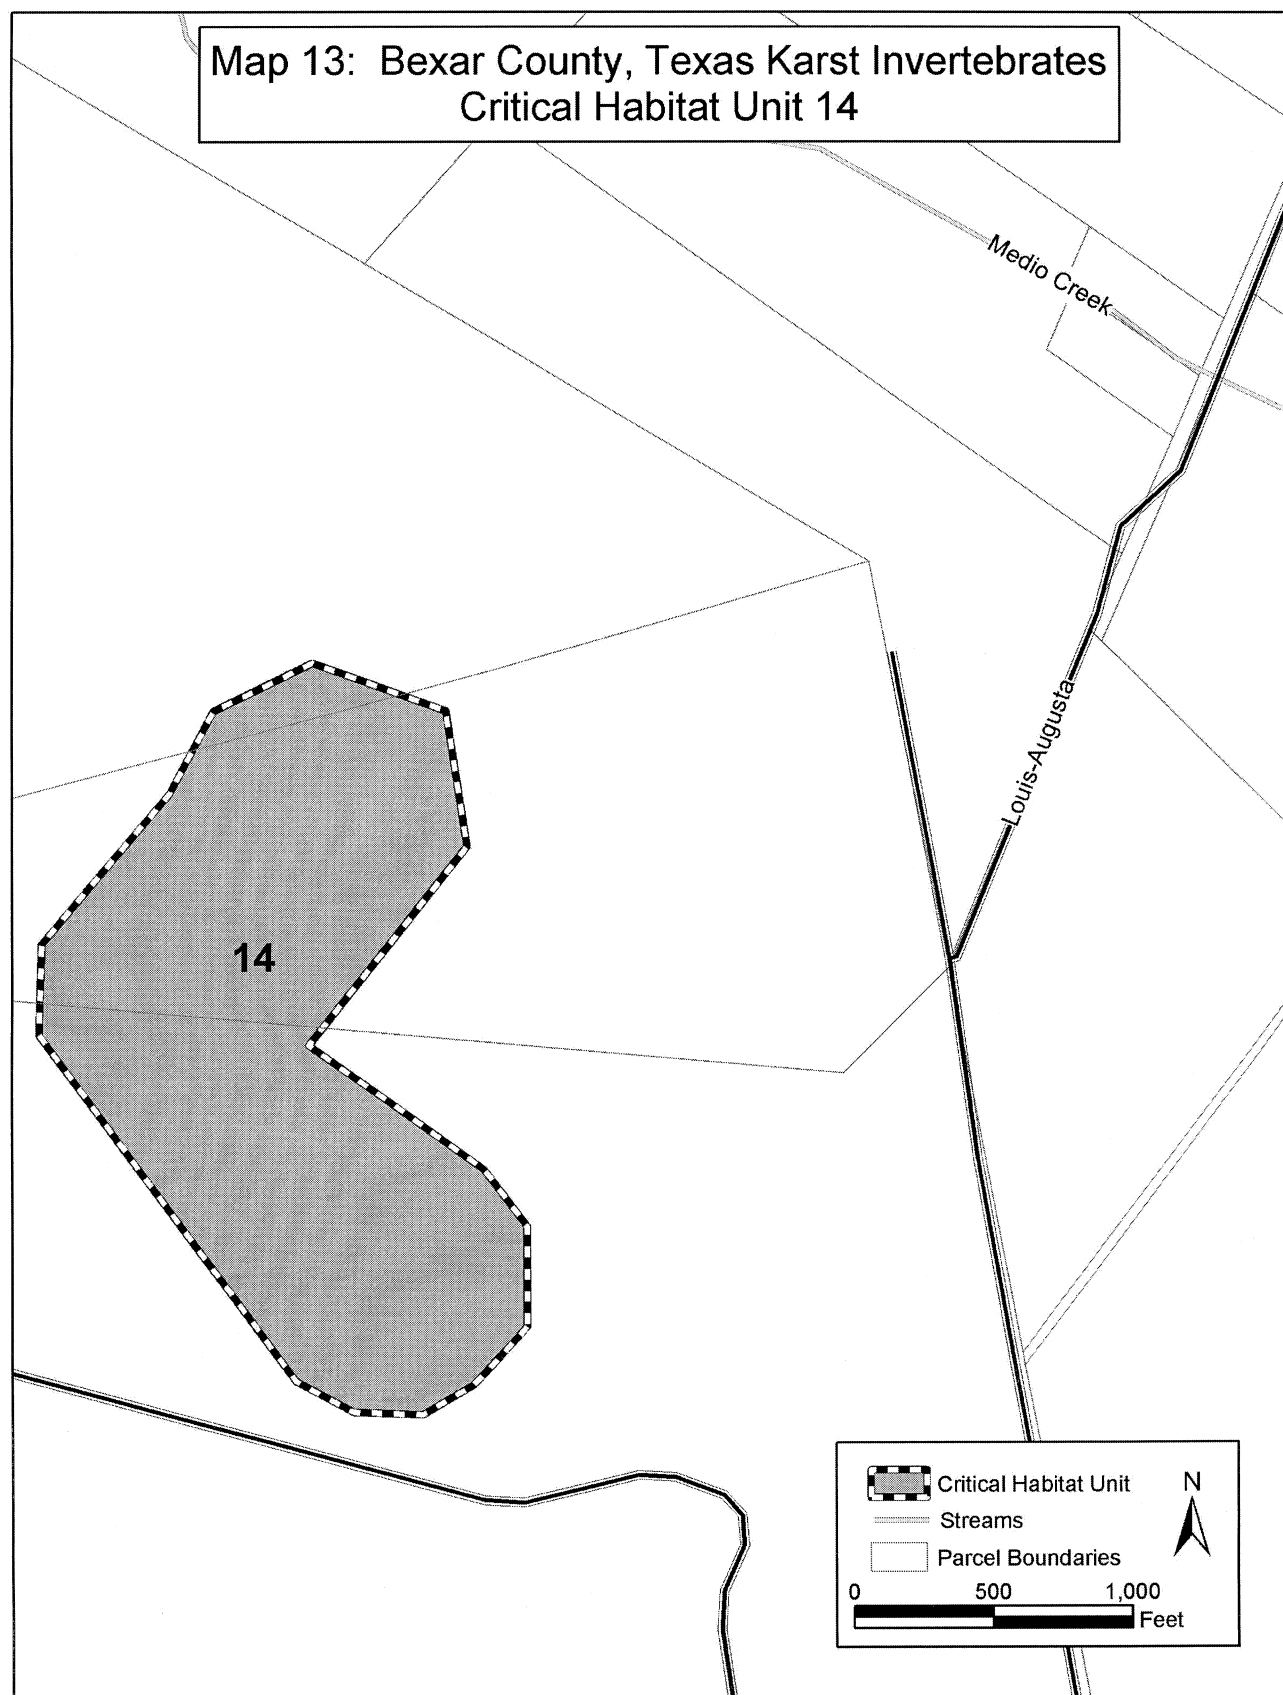 Map 13: Bexar County, Texas Karst Invertebrates
Critical Habitat Unit 14
Medio Creek
Louis-Augusta
14
Critical Habitat Unit
N
Streams
Parcel Boundaries
0 500 1,000
Feet